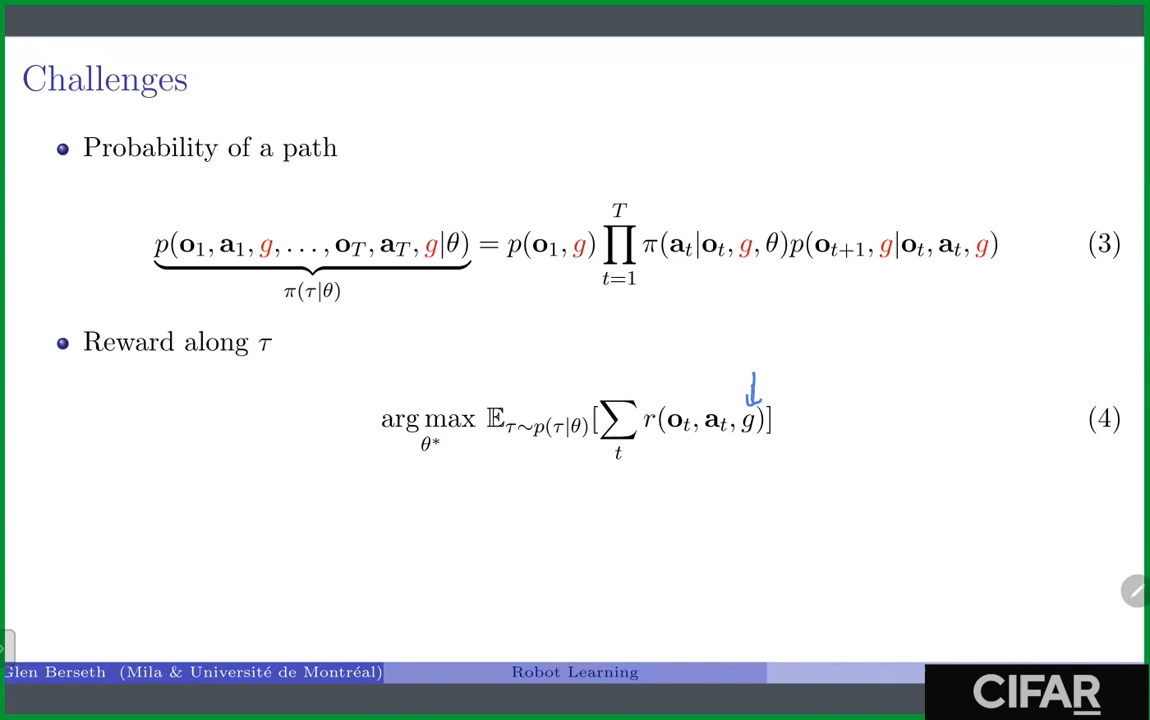 Challenges
Probability of a path
p(o₁, a₁, g, . . . , o_T, a_T, g|θ) = p(o₁, g) ∏_{t=1}^{T} π(a_t|o_t, g, θ)p(o_{t+1}, g|o_t, a_t, g) (3)
π(τ|θ)
Reward along τ
arg max_{θ*} 𝔼_{τ∼p(τ|θ)}[∑_t r(o_t, a_t, g)] (4)
Glen Berseth (Mila & Université de Montréal) Robot Learning
CIFAR